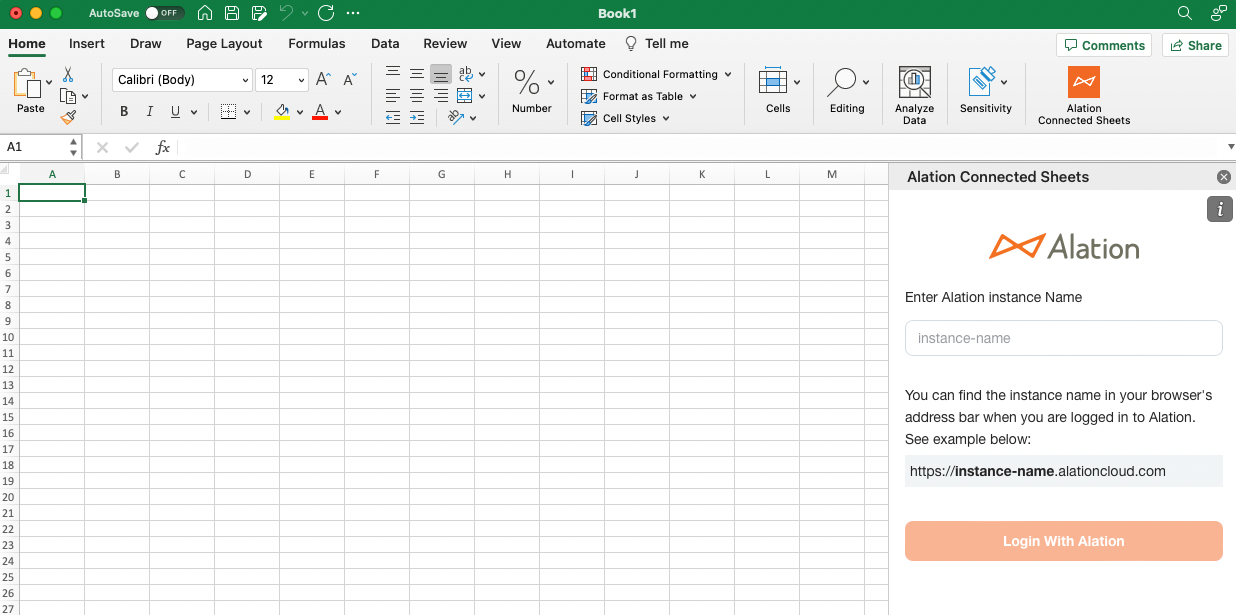 AutoSave OFF
Book1
Home Insert Draw Page Layout Formulas Data Review View Automate Tell me
Comments Share
Paste
Calibri (Body) 12 A A
B I U A
ab
c
%
Number
Conditional Formatting
Format as Table
Cell Styles
Cells
Editing
Analyze
Data
Sensitivity
Alation
Connected Sheets
A1 fx
A B C D E F G H I J K L M
1
2
3
4
5
6
7
8
9
10
11
12
13
14
15
16
17
18
19
20
21
22
23
24
25
26
27
Alation Connected Sheets
i
Alation
Enter Alation instance Name
instance-name
You can find the instance name in your browser's
address bar when you are logged in to Alation.
See example below:
https://instance-name.alationcloud.com
Login With Alation